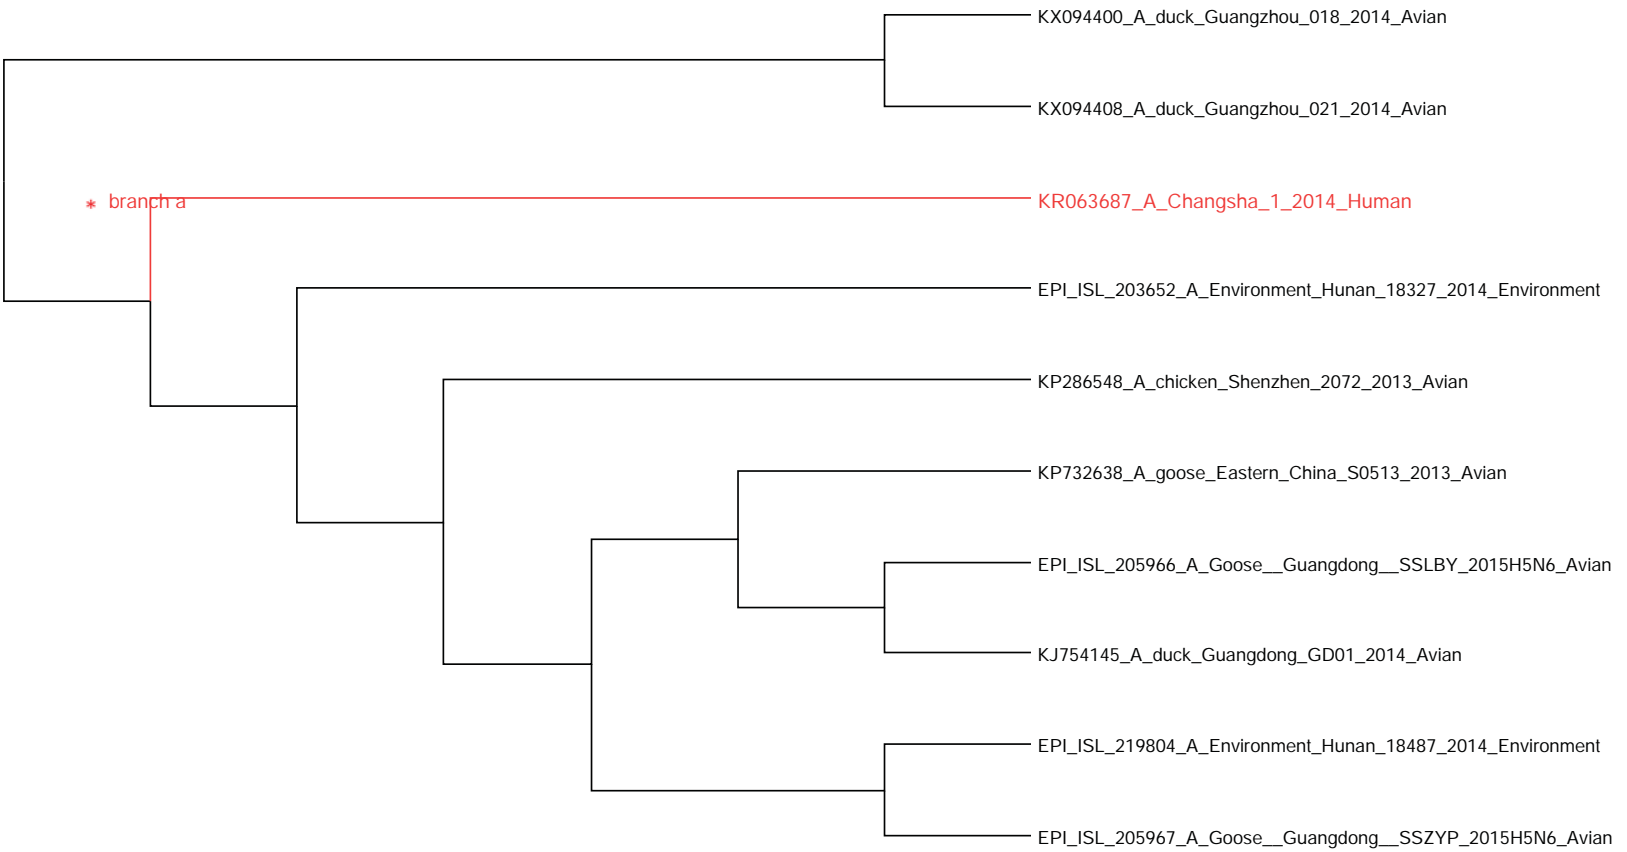 KX094400_A_duck_Guangzhou_018_2014_Avian
KX094408_A_duck_Guangzhou_021_2014_Avian
* branch a
KR063687_A_Changsha_1_2014_Human
EPI_ISL_203652_A_Environment_Hunan_18327_2014_Environment
KP286548_A_chicken_Shenzhen_2072_2013_Avian
KP732638_A_goose_Eastern_China_S0513_2013_Avian
EPI_ISL_205966_A_Goose__Guangdong__SSLBY_2015H5N6_Avian
KJ754145_A_duck_Guangdong_GD01_2014_Avian
EPI_ISL_219804_A_Environment_Hunan_18487_2014_Environment
EPI_ISL_205967_A_Goose__Guangdong__SSZYP_2015H5N6_Avian